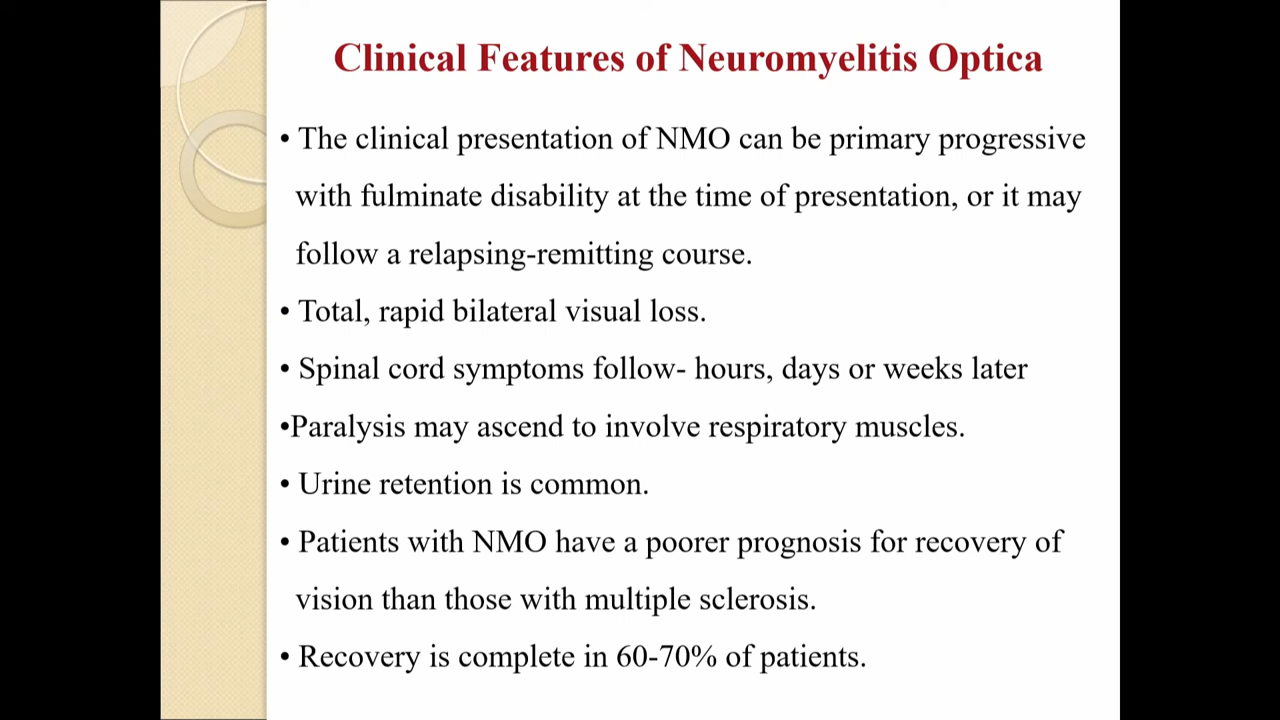 Clinical Features of Neuromyelitis Optica
• The clinical presentation of NMO can be primary progressive
with fulminate disability at the time of presentation, or it may
follow a relapsing-remitting course.
• Total, rapid bilateral visual loss.
• Spinal cord symptoms follow- hours, days or weeks later
•Paralysis may ascend to involve respiratory muscles.
• Urine retention is common.
• Patients with NMO have a poorer prognosis for recovery of
vision than those with multiple sclerosis.
• Recovery is complete in 60-70% of patients.